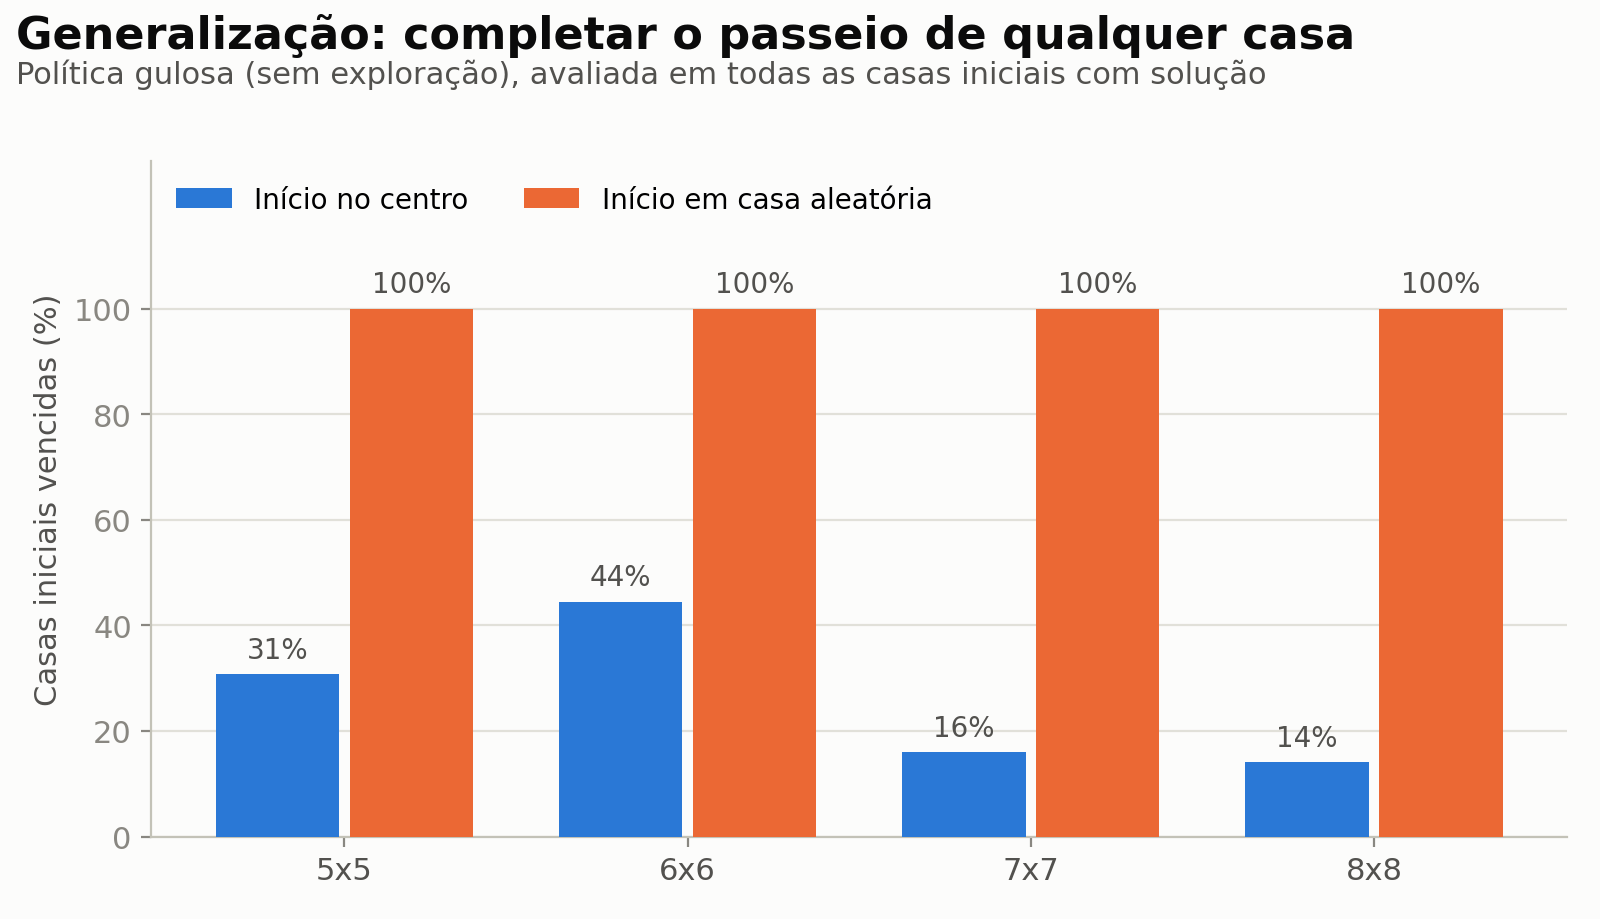 Generalização: completar o passeio de qualquer casa
Política gulosa (sem exploração), avaliada em todas as casas iniciais com solução
Início no centro
Início em casa aleatória
Casas iniciais vencidas (%)
100
80
60
40
20
0
31%
100%
44%
100%
16%
100%
14%
100%
5x5
6x6
7x7
8x8